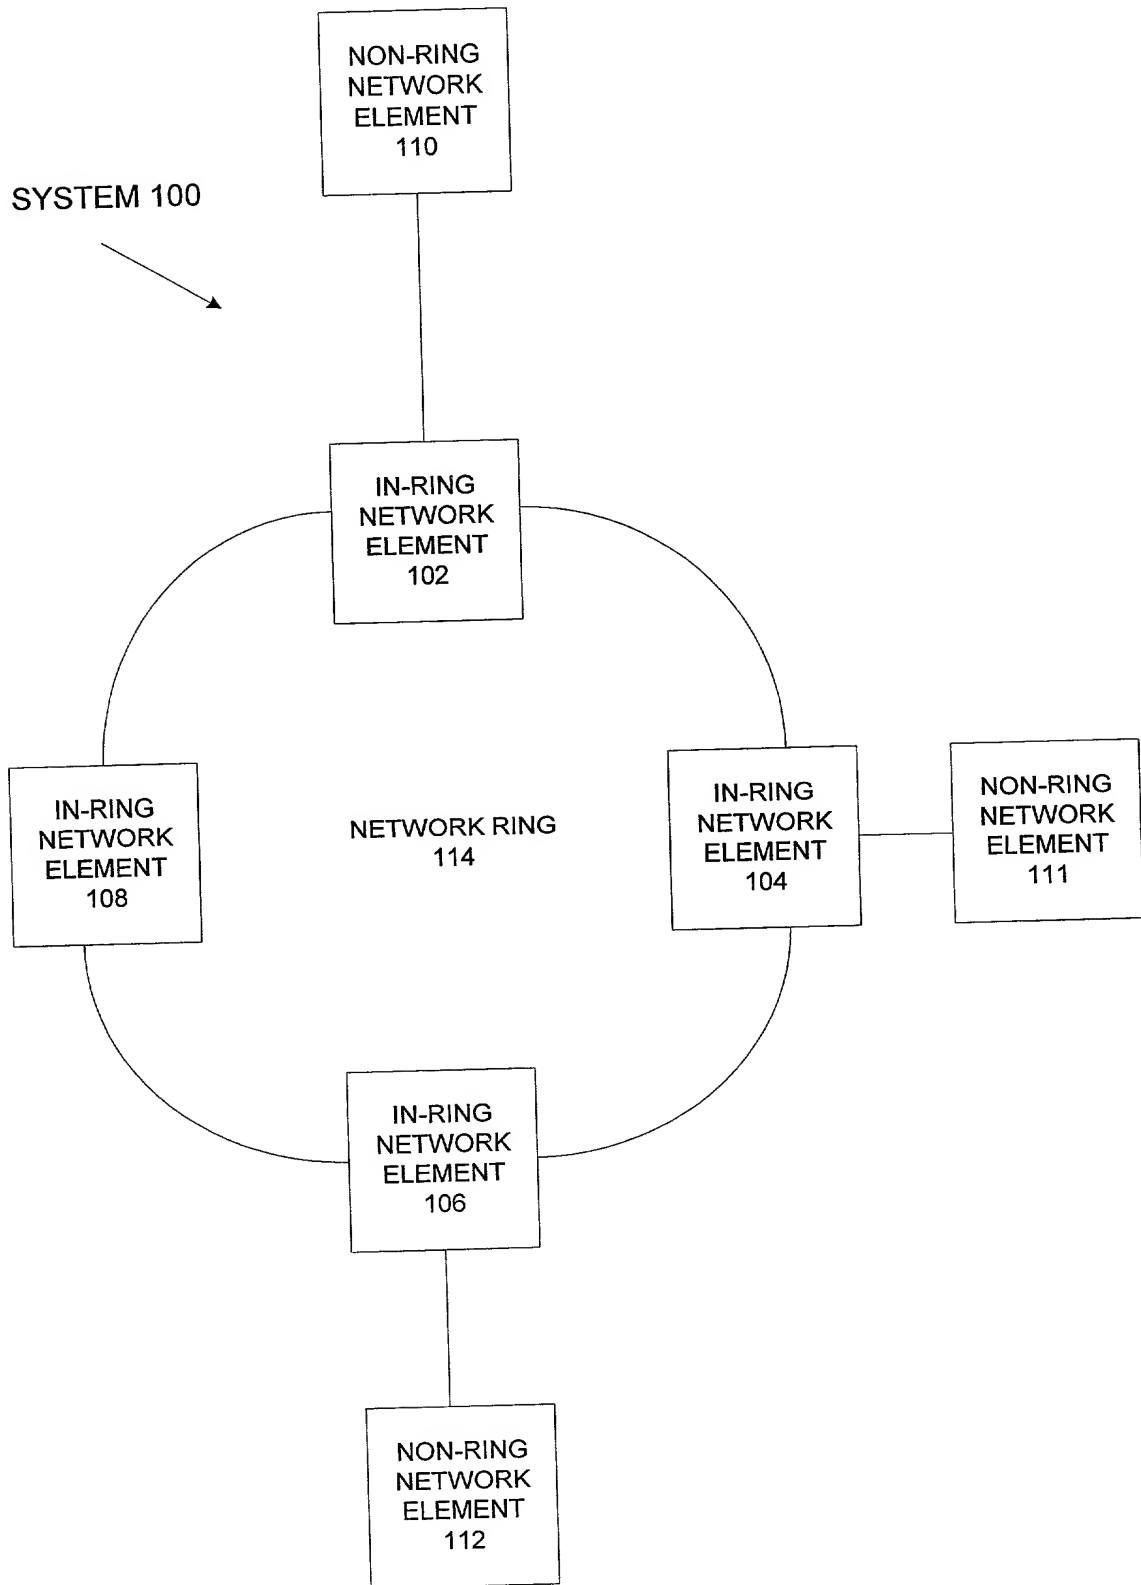 NON-RING
NETWORK
ELEMENT
110
SYSTEM 100
IN-RING
NETWORK
ELEMENT
102
IN-RING
NETWORK
ELEMENT
108
NETWORK RING
114
IN-RING
NETWORK
ELEMENT
104
NON-RING
NETWORK
ELEMENT
111
IN-RING
NETWORK
ELEMENT
106
NON-RING
NETWORK
ELEMENT
112